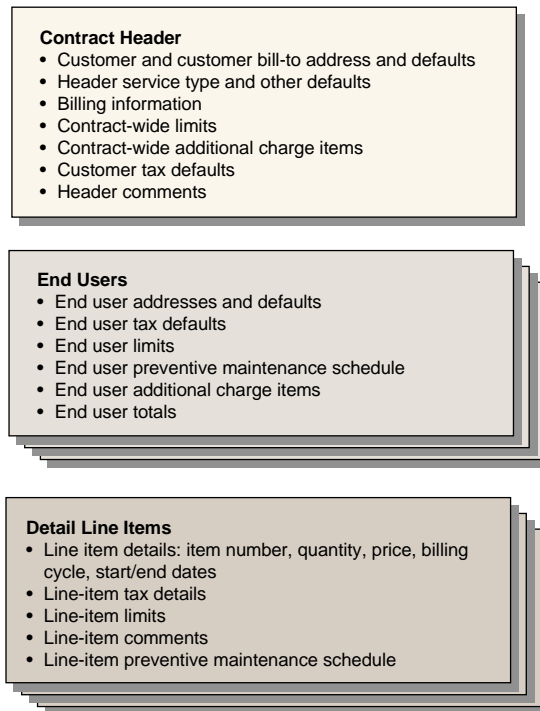 Contract Header
• Customer and customer bill-to address and defaults
• Header service type and other defaults
• Billing information
• Contract-wide limits
• Contract-wide additional charge items
• Customer tax defaults
• Header comments
End Users
• End user addresses and defaults
• End user tax defaults
• End user limits
• End user preventive maintenance schedule
• End user additional charge items
• End user totals
Detail Line Items
• Line item details: item number, quantity, price, billing
cycle, start/end dates
• Line-item tax details
• Line-item limits
• Line-item comments
• Line-item preventive maintenance schedule